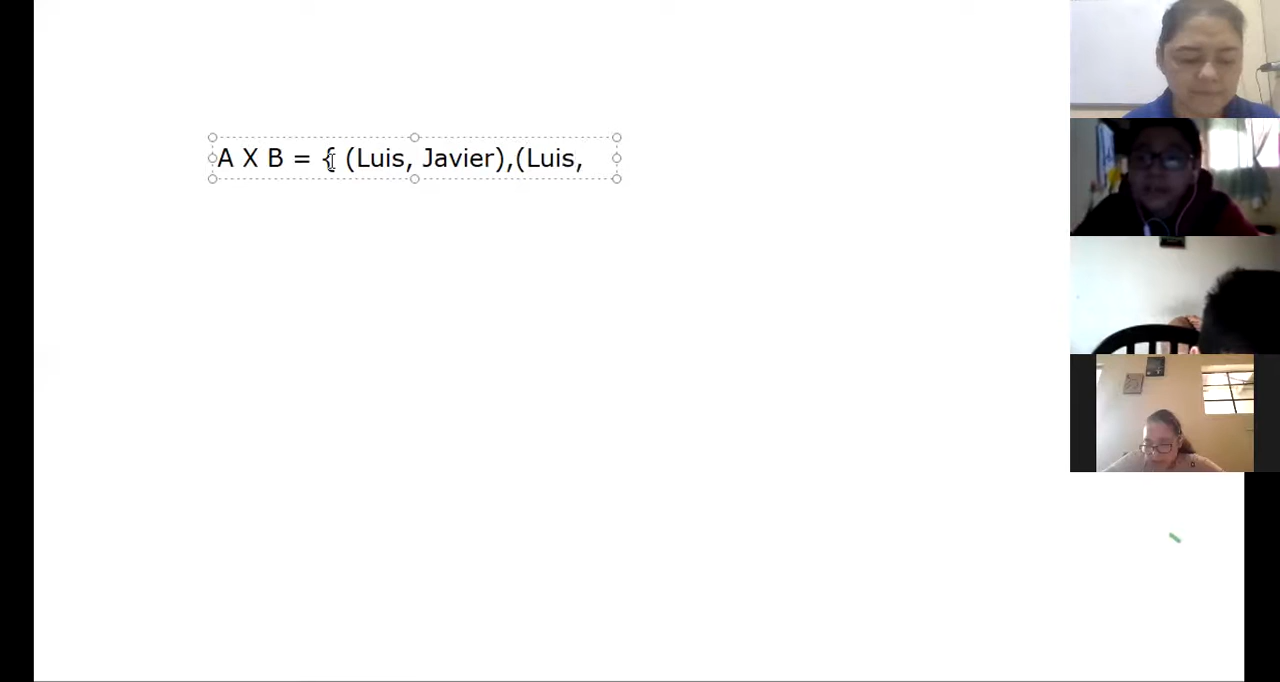 A X B = { (Luis, Javier),(Luis,